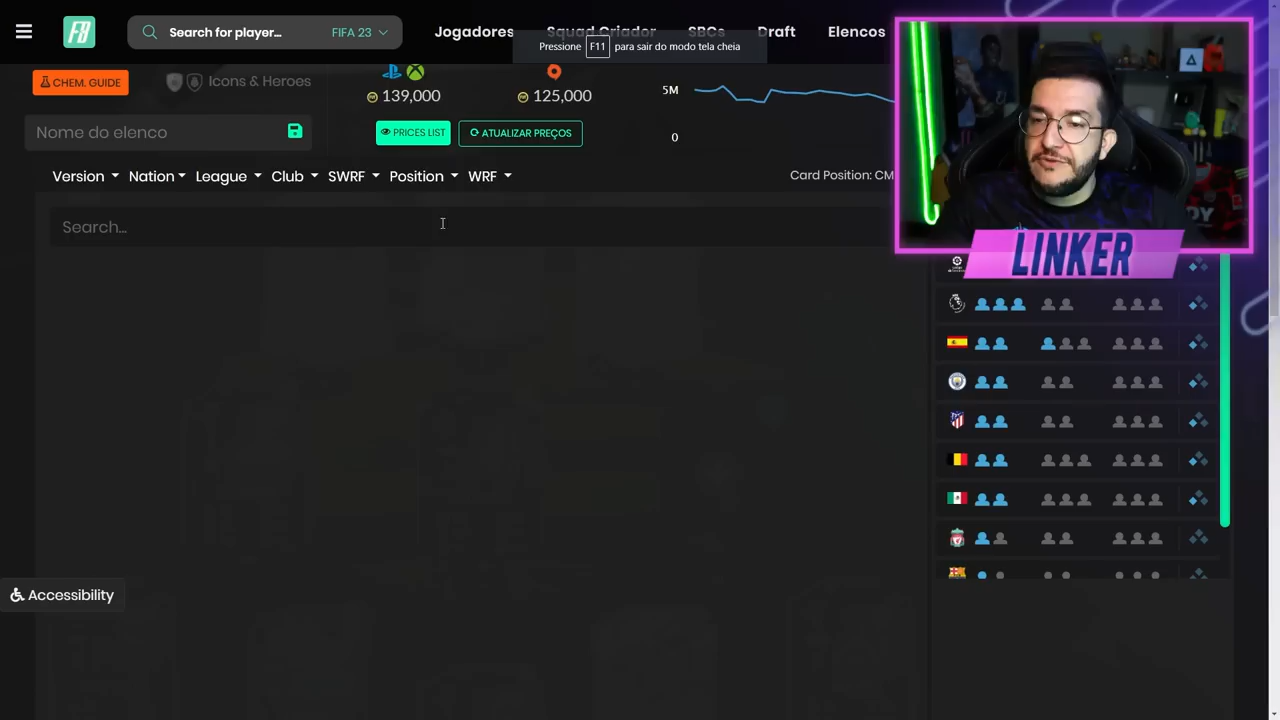 F8
Search for player...
FIFA 23
Jogadores
Squad Criador
SBCs
Draft
Elencos
Pressione F11 para sair do modo tela cheia
CHEM. GUIDE
Icons & Heroes
139,000
125,000
5M
0
Nome do elenco
PRICES LIST
ATUALIZAR PREÇOS
Version
Nation
League
Club
SWRF
Position
WRF
Card Position: CM
Search...
LINKER
Accessibility